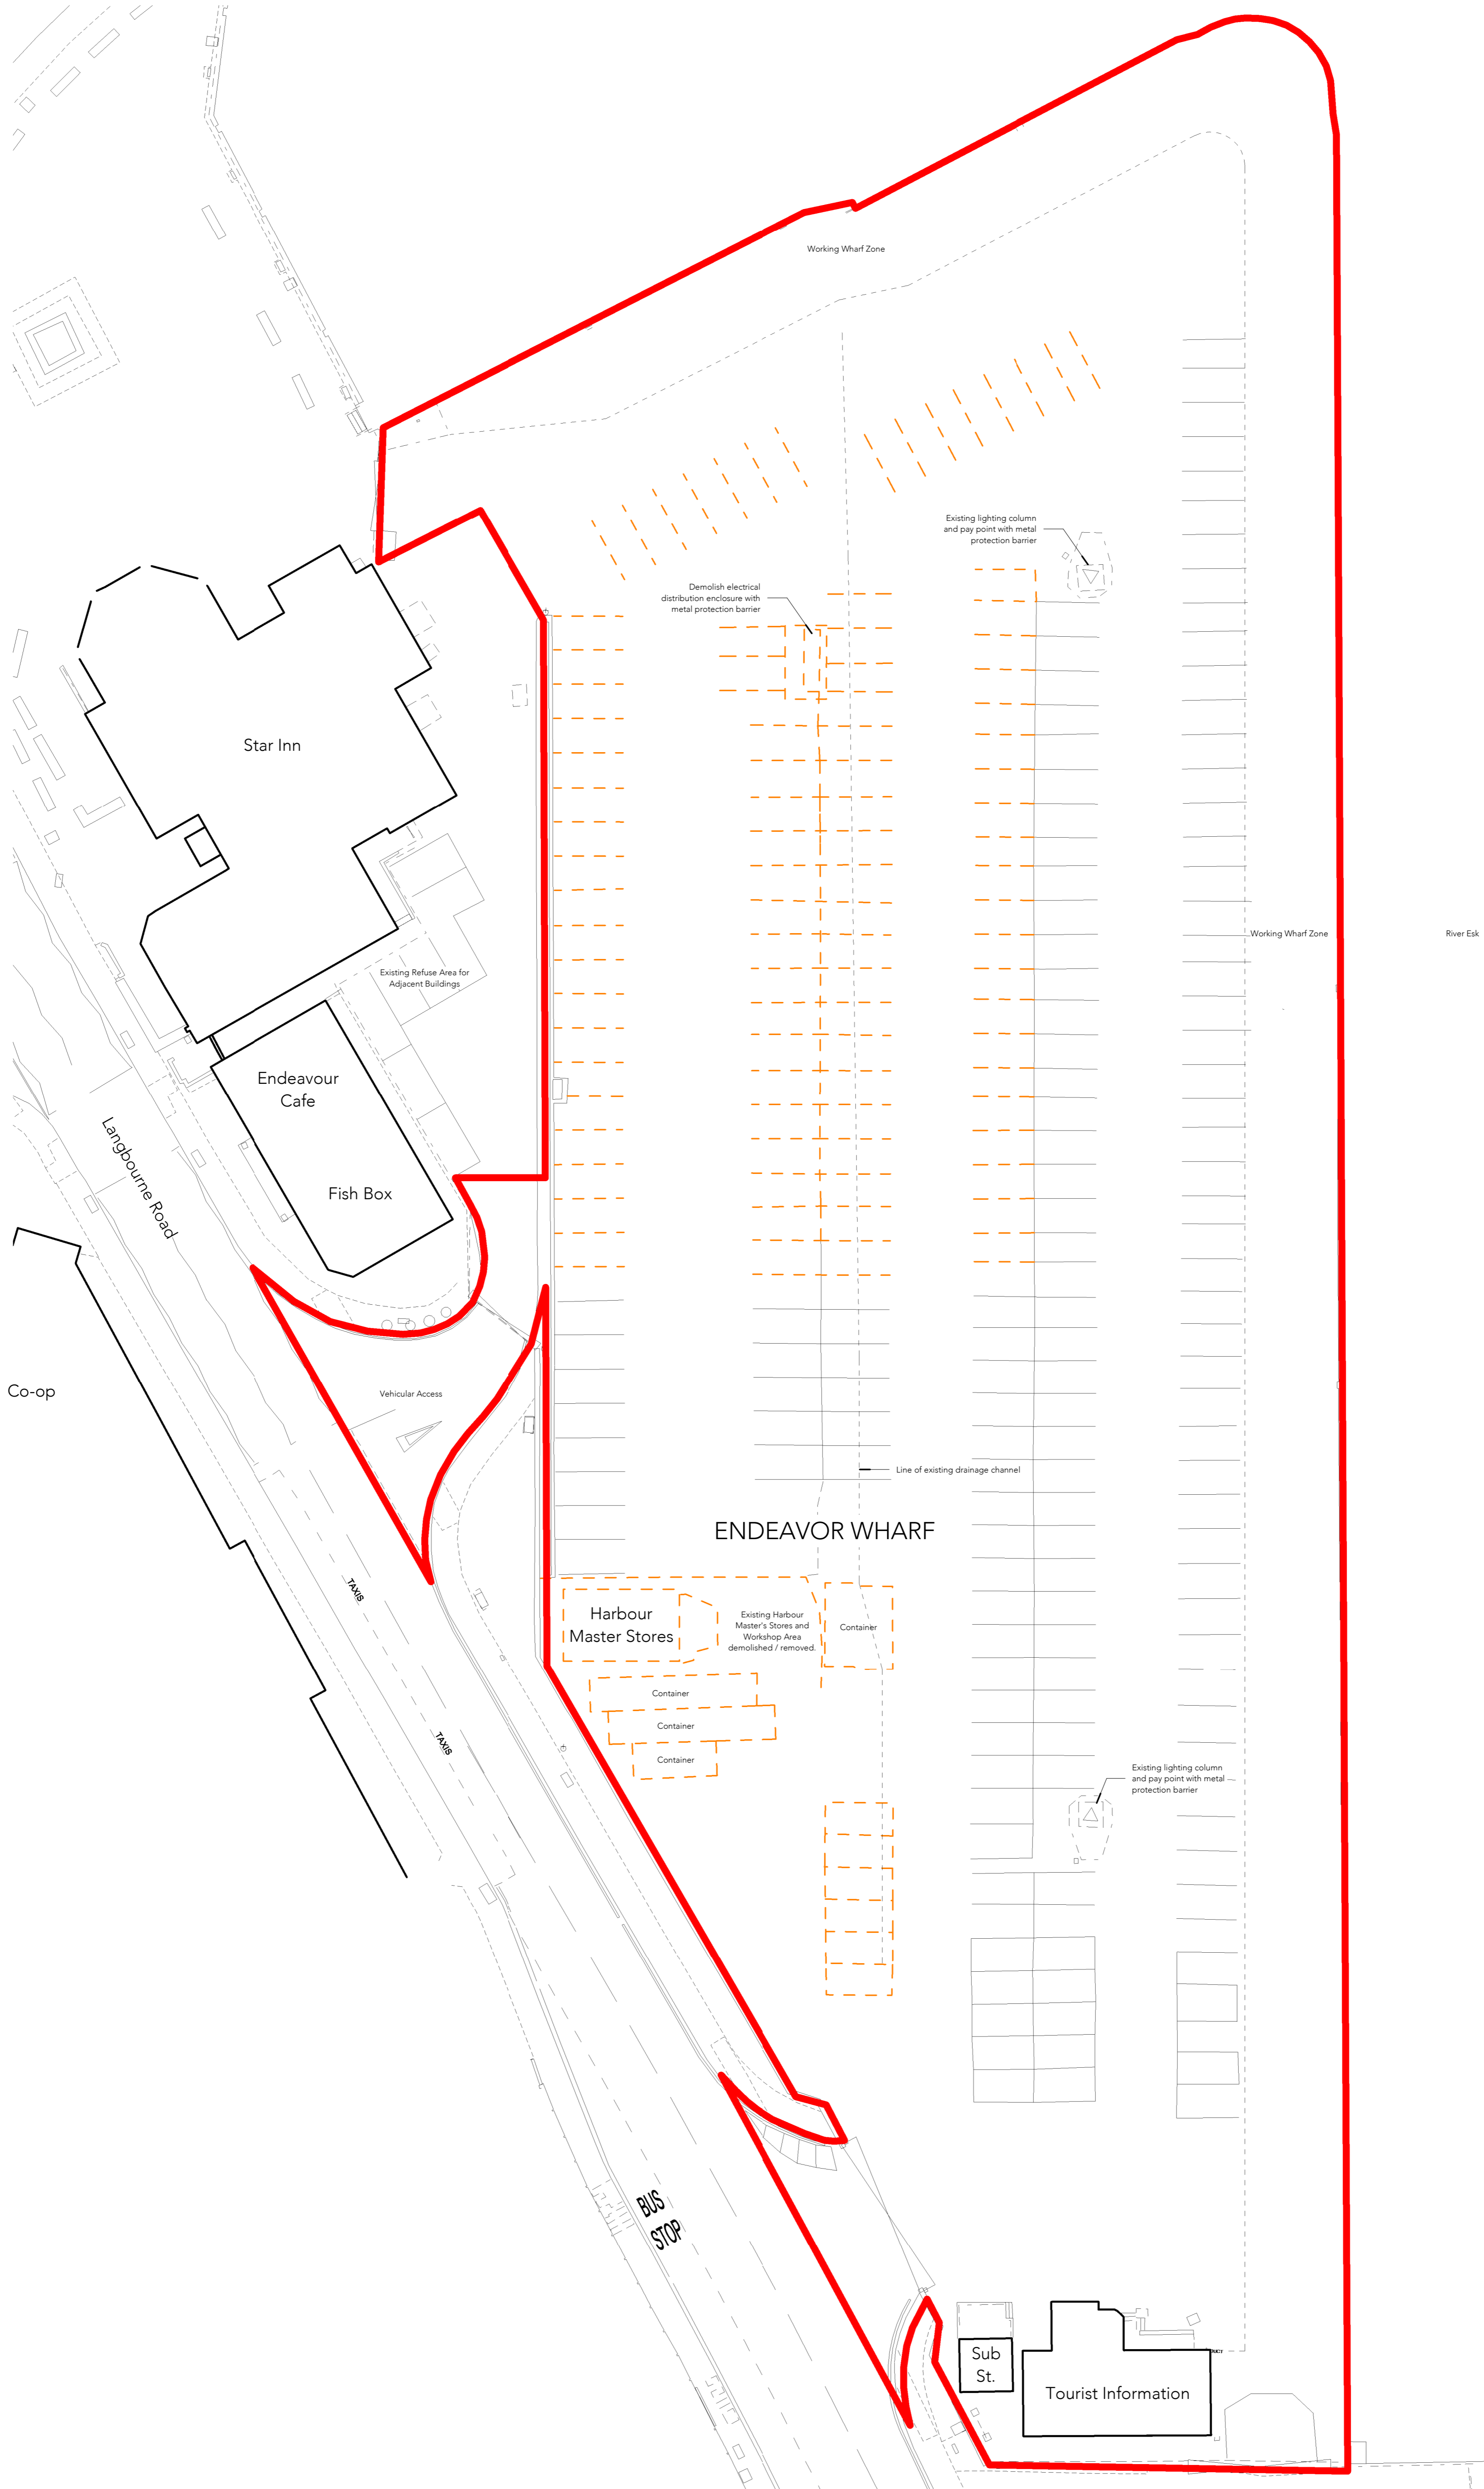 Working Wharf Zone
Existing lighting column
and pay point with metal
protection barrier
Demolish electrical
distribution enclosure with
metal protection barrier
Star Inn
Working Wharf Zone
River Esk
Existing Refuse Area for
Adjacent Buildings
Endeavour
Cafe
Langbourne Road
Fish Box
Co-op
Vehicular Access
Line of existing drainage channel
ENDEAVOR WHARF
TAXIS
Harbour
Master Stores
Existing Harbour
Master's Stores and
Workshop Area
demolished / removed.
Container
Container
Container
Container
TAXIS
Existing lighting column
and pay point with metal
protection barrier
BUS
STOP
Sub
St.
Tourist Information